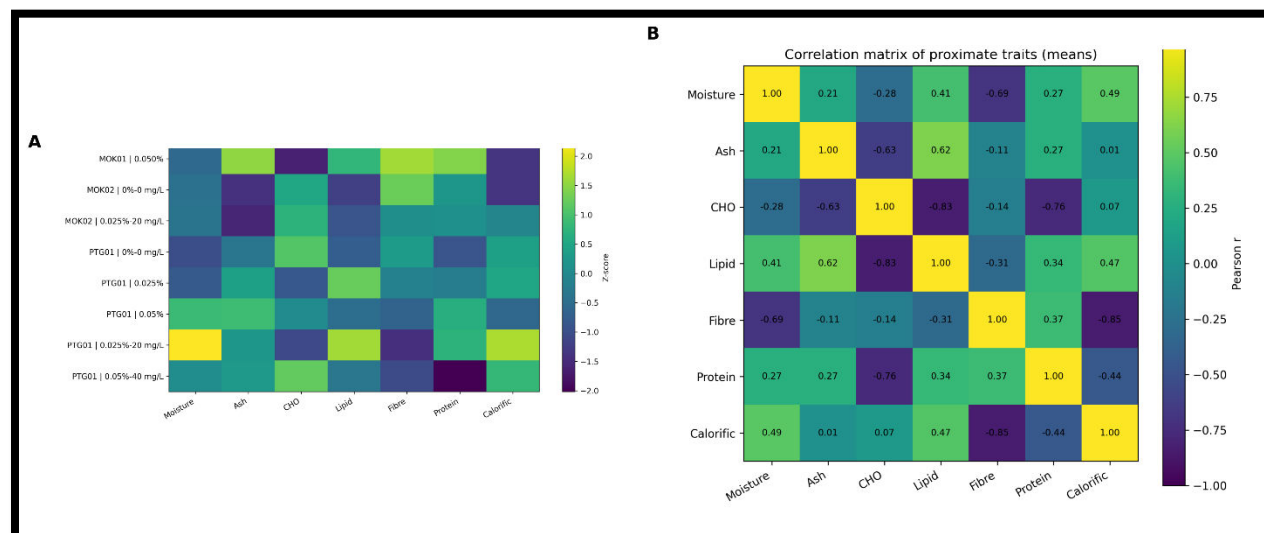 A
MOK01 | 0.050%
MOK02 | 0%-0 mg/L
MOK02 | 0.025%-20 mg/L
PTG01 | 0%-0 mg/L
PTG01 | 0.025%
PTG01 | 0.05%
PTG01 | 0.025%-20 mg/L
PTG01 | 0.05%-40 mg/L
Moisture Ash CHO Lipid Fibre Protein Calorific
2.0
1.5
1.0
0.5
0.0
−0.5
−1.0
−1.5
−2.0
Z-score
B
Correlation matrix of proximate traits (means)
Moisture 1.00 0.21 -0.28 0.41 -0.69 0.27 0.49
Ash 0.21 1.00 -0.63 0.62 -0.11 0.27 0.01
CHO -0.28 -0.63 1.00 -0.83 -0.14 -0.76 0.07
Lipid 0.41 0.62 -0.83 1.00 -0.31 0.34 0.47
Fibre -0.69 -0.11 -0.14 -0.31 1.00 0.37 -0.85
Protein 0.27 0.27 -0.76 0.34 0.37 1.00 -0.44
Calorific 0.49 0.01 0.07 0.47 -0.85 -0.44 1.00
Moisture Ash CHO Lipid Fibre Protein Calorific
0.75
0.50
0.25
0.00
−0.25
−0.50
−0.75
−1.00
Pearson r